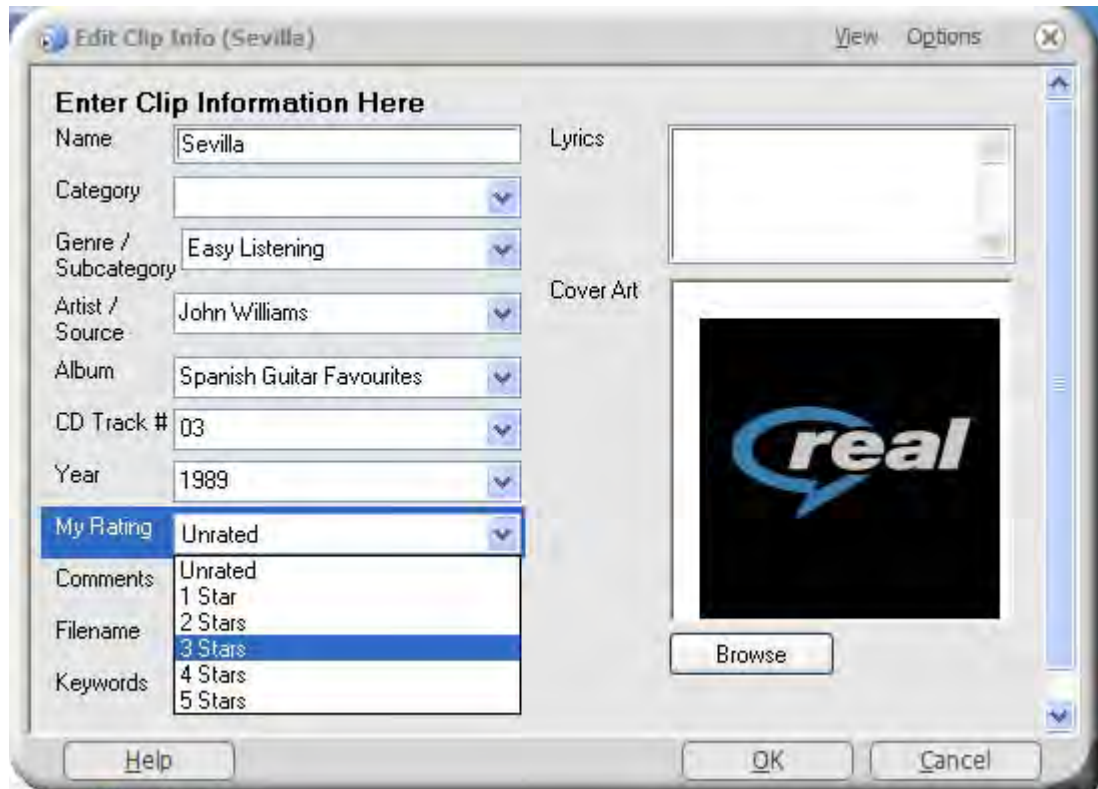 Edit Clip Info (Sevilla) View Options
Enter Clip Information Here
Name Sevilla
Category
Genre / Subcategory Easy Listening
Artist / Source John Williams
Album Spanish Guitar Favourites
CD Track # 03
Year 1989
My Rating Unrated
Unrated
1 Star
2 Stars
3 Stars
4 Stars
5 Stars
Comments
Filename
Keywords
Lyrics
Cover Art
real
Browse
Help OK Cancel